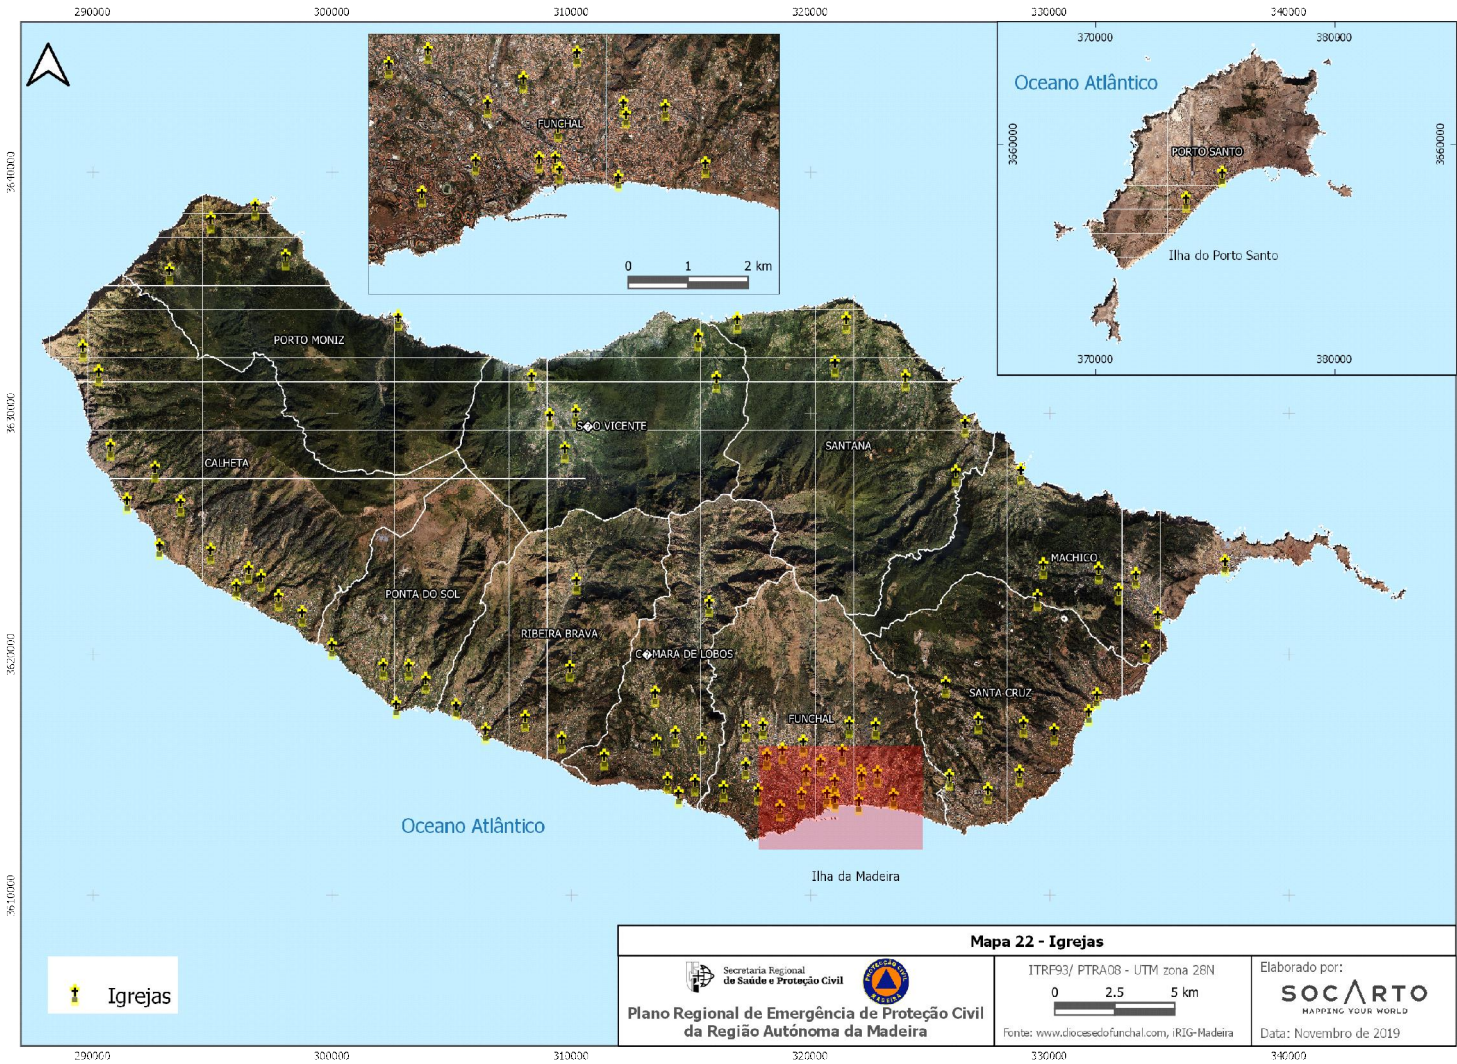 290000
300000
310000
320000
330000
340000
370000
380000
Oceano Atlântico
3660000
3660000
PORTO SANTO
Ilha do Porto Santo
370000
380000
FUNCHAL
0 1 2 km
3640000
3630000
3620000
3610000
PORTO MONIZ
S�O VICENTE
SANTANA
CALHETA
MACHICO
PONTA DO SOL
RIBEIRA BRAVA
C�MARA DE LOBOS
SANTA CRUZ
FUNCHAL
Oceano Atlântico
Ilha da Madeira
Igrejas
Mapa 22 - Igrejas
Secretaria Regional
de Saúde e Proteção Civil
PROTECÇÃO CIVIL
MADEIRA
Plano Regional de Emergência de Proteção Civil
da Região Autónoma da Madeira
ITRF93/ PTRA08 - UTM zona 28N
0 2.5 5 km
Fonte: www.diocesedofunchal.com, iRIG-Madeira
Elaborado por:
SOCARTO
MAPPING YOUR WORLD
Data: Novembro de 2019
290000
300000
310000
320000
330000
340000